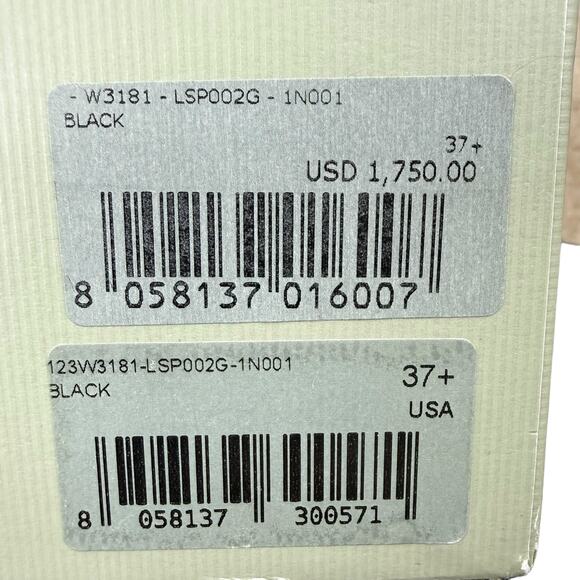 - W3181 - LSP002G - 1N001
BLACK
37+
USD 1,750.00
8 058137 016007
123W3181-LSP002G-1N001
BLACK
37+
USA
8 058137 300571